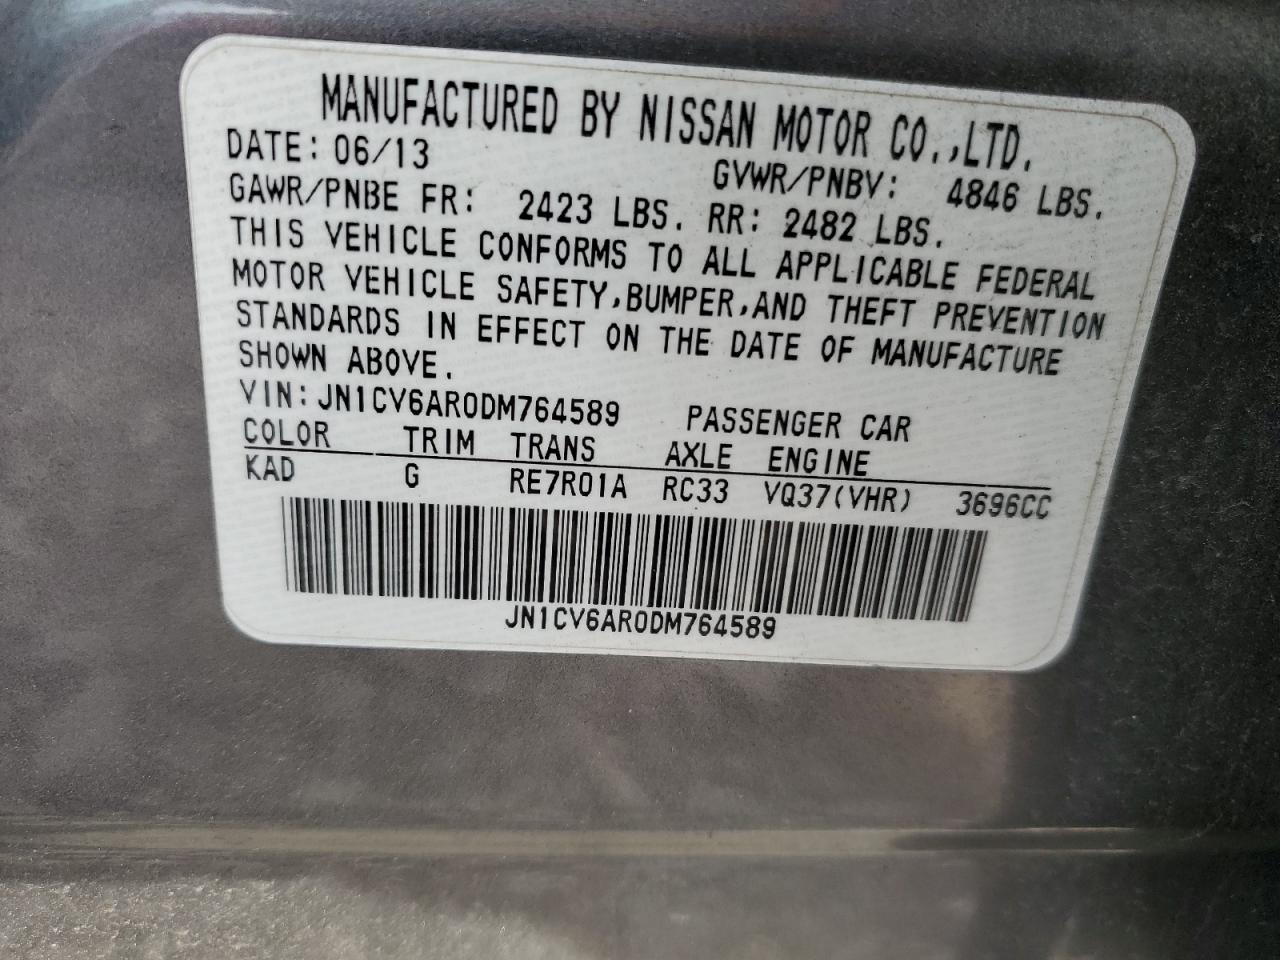 MANUFACTURED BY NISSAN MOTOR CO.,LTD.
DATE: 06/13 GVWR/PNBV: 4846 LBS.
GAWR/PNBE FR: 2423 LBS. RR: 2482 LBS.
THIS VEHICLE CONFORMS TO ALL APPLICABLE FEDERAL
MOTOR VEHICLE SAFETY,BUMPER,AND THEFT PREVENTION
STANDARDS IN EFFECT ON THE DATE OF MANUFACTURE
SHOWN ABOVE.
VIN:JN1CV6AR0DM764589 PASSENGER CAR
COLOR TRIM TRANS AXLE ENGINE
KAD G RE7R01A RC33 VQ37(VHR) 3696CC
JN1CV6AR0DM764589